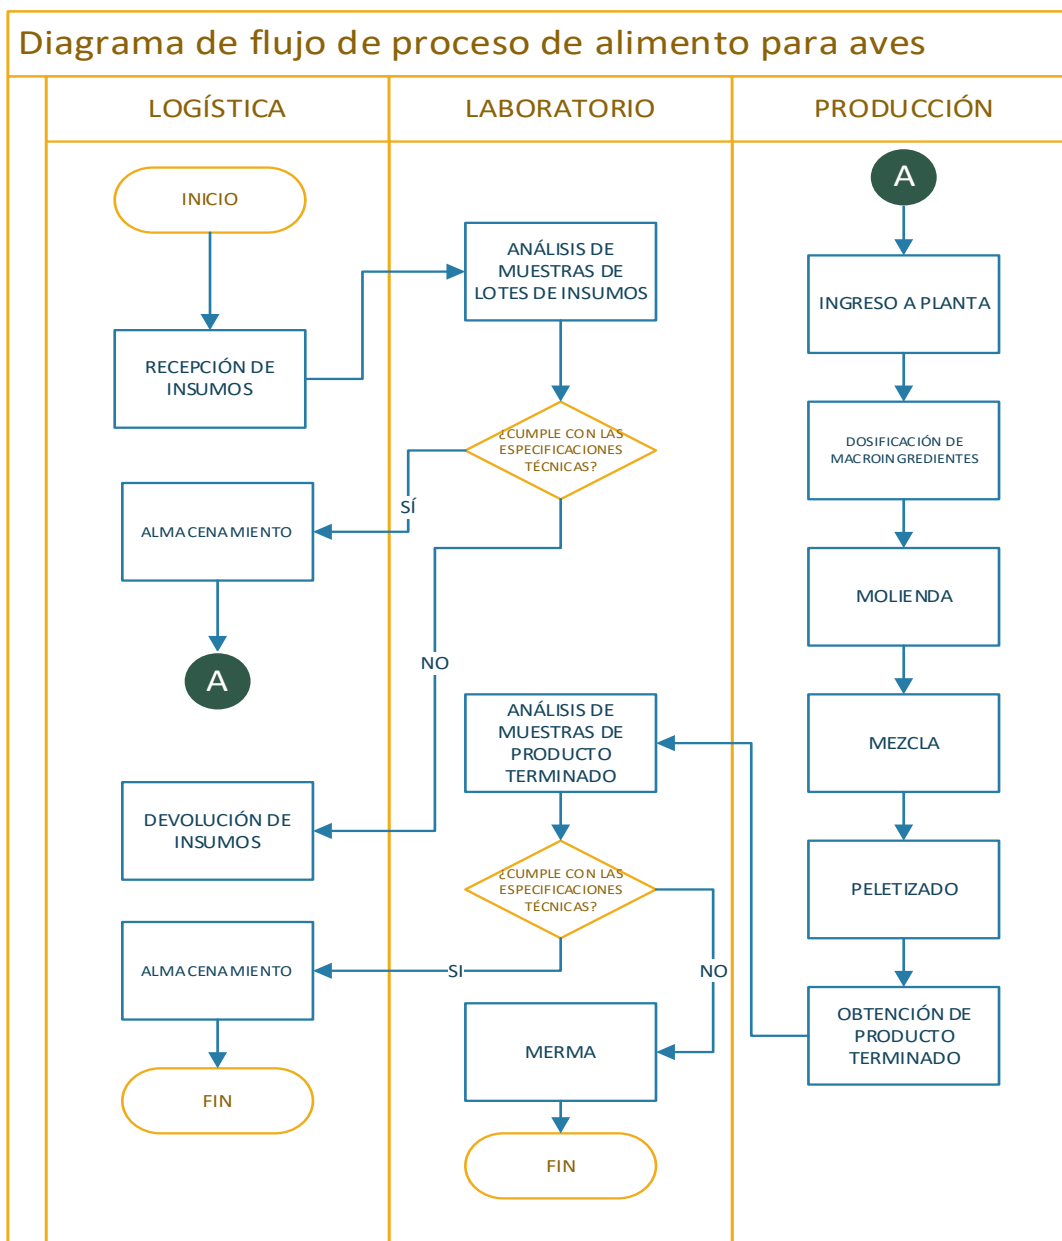 Diagrama de flujo de proceso de alimento para aves
LOGÍSTICA
LABORATORIO
PRODUCCIÓN
INICIO
RECEPCIÓN DE
INSUMOS
ALMACENAMIENTO
A
DEVOLUCIÓN DE
INSUMOS
ALMACENAMIENTO
FIN
ANÁLISIS DE
MUESTRAS DE
LOTES DE INSUMOS
¿CUMPLE CON LAS
ESPECIFICACIONES
TÉCNICAS?
SÍ
NO
ANÁLISIS DE
MUESTRAS DE
PRODUCTO
TERMINADO
¿CUMPLE CON LAS
ESPECIFICACIONES
TÉCNICAS?
SI
NO
MERMA
FIN
A
INGRESO A PLANTA
DOSIFICACIÓN DE
MACROINGREDIENTES
MOLIENDA
MEZCLA
PELETIZADO
OBTENCIÓN DE
PRODUCTO
TERMINADO